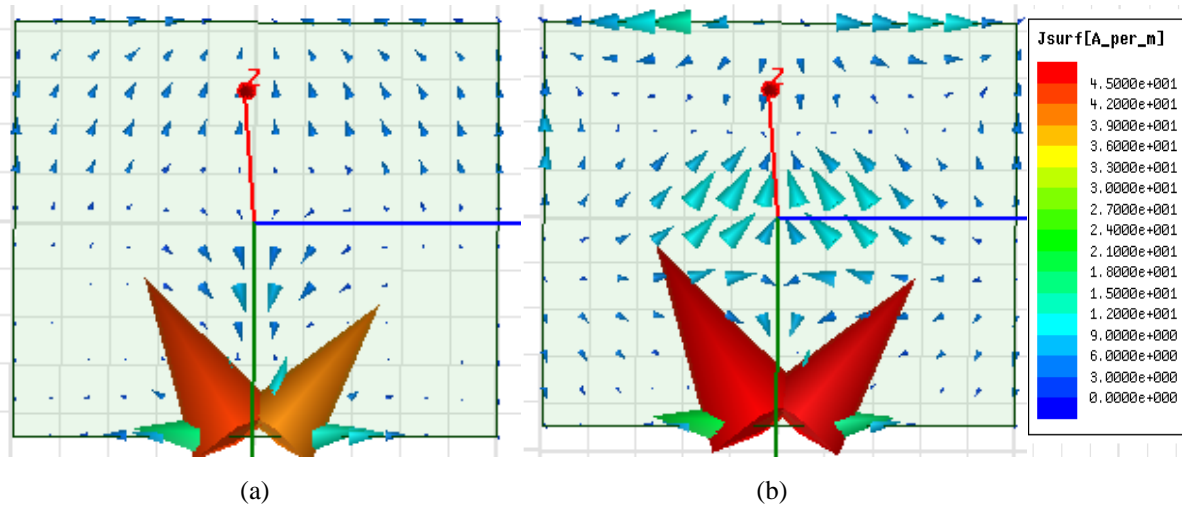 Z
Z
Jsurf[A_per_m]
4.5000e+001
4.2000e+001
3.9000e+001
3.6000e+001
3.3000e+001
3.0000e+001
2.7000e+001
2.4000e+001
2.1000e+001
1.8000e+001
1.5000e+001
1.2000e+001
9.0000e+000
6.0000e+000
3.0000e+000
0.0000e+000
(a)
(b)